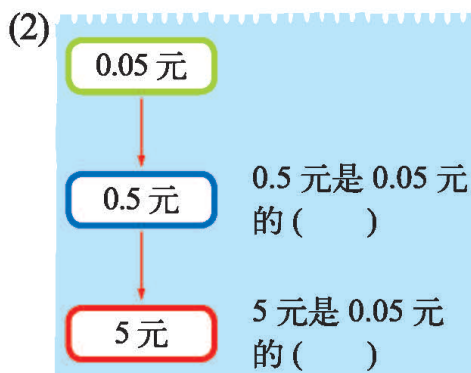 (2)
0.05 元
0.5 元
0.5 元是 0.05 元
的 (    )
5 元
5 元是 0.05 元
的 (    )